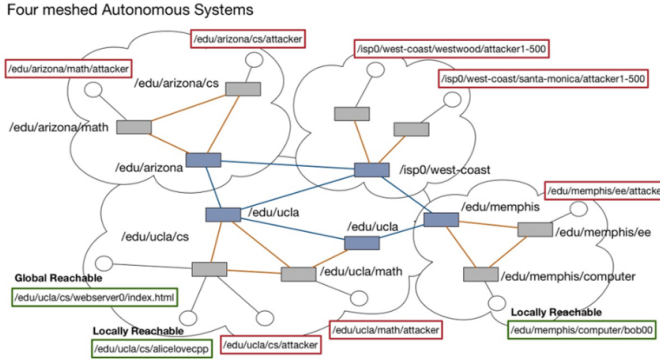 Four meshed Autonomous Systems
/edu/arizona/cs/attacker
/isp0/west-coast/westwood/attacker1-500
/edu/arizona/math/attacker
/isp0/west-coast/santa-monica/attacker1-500
/edu/arizona/cs
/edu/arizona/math
/edu/arizona
/isp0/west-coast
/edu/memphis/ee/attacke
/edu/ucla
/edu/memphis
/edu/ucla
/edu/memphis/ee
/edu/ucla/cs
/edu/ucla/math
/edu/memphis/computer
Global Reachable
/edu/ucla/cs/webserver0/index.html
Locally Reachable
/edu/memphis/computer/bob00
Locally Reachable
/edu/ucla/math/attacker
/edu/ucla/cs/alicelovecpp
/edu/ucla/cs/attacker